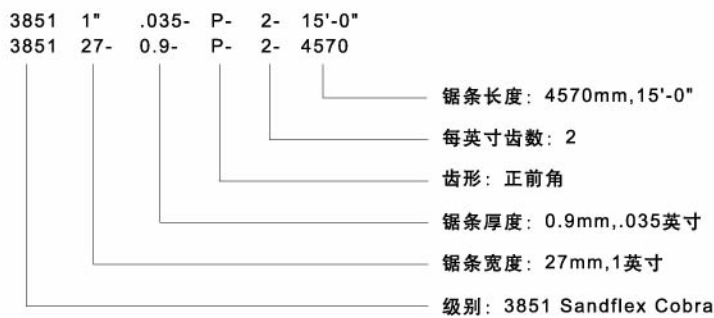 3851 1" .035- P- 2- 15'-0"
3851 27- 0.9- P- 2- 4570
锯条长度: 4570mm,15'-0"
每英寸齿数: 2
齿形: 正前角
锯条厚度: 0.9mm,.035英寸
锯条宽度: 27mm,1英寸
级别: 3851 Sandflex Cobra